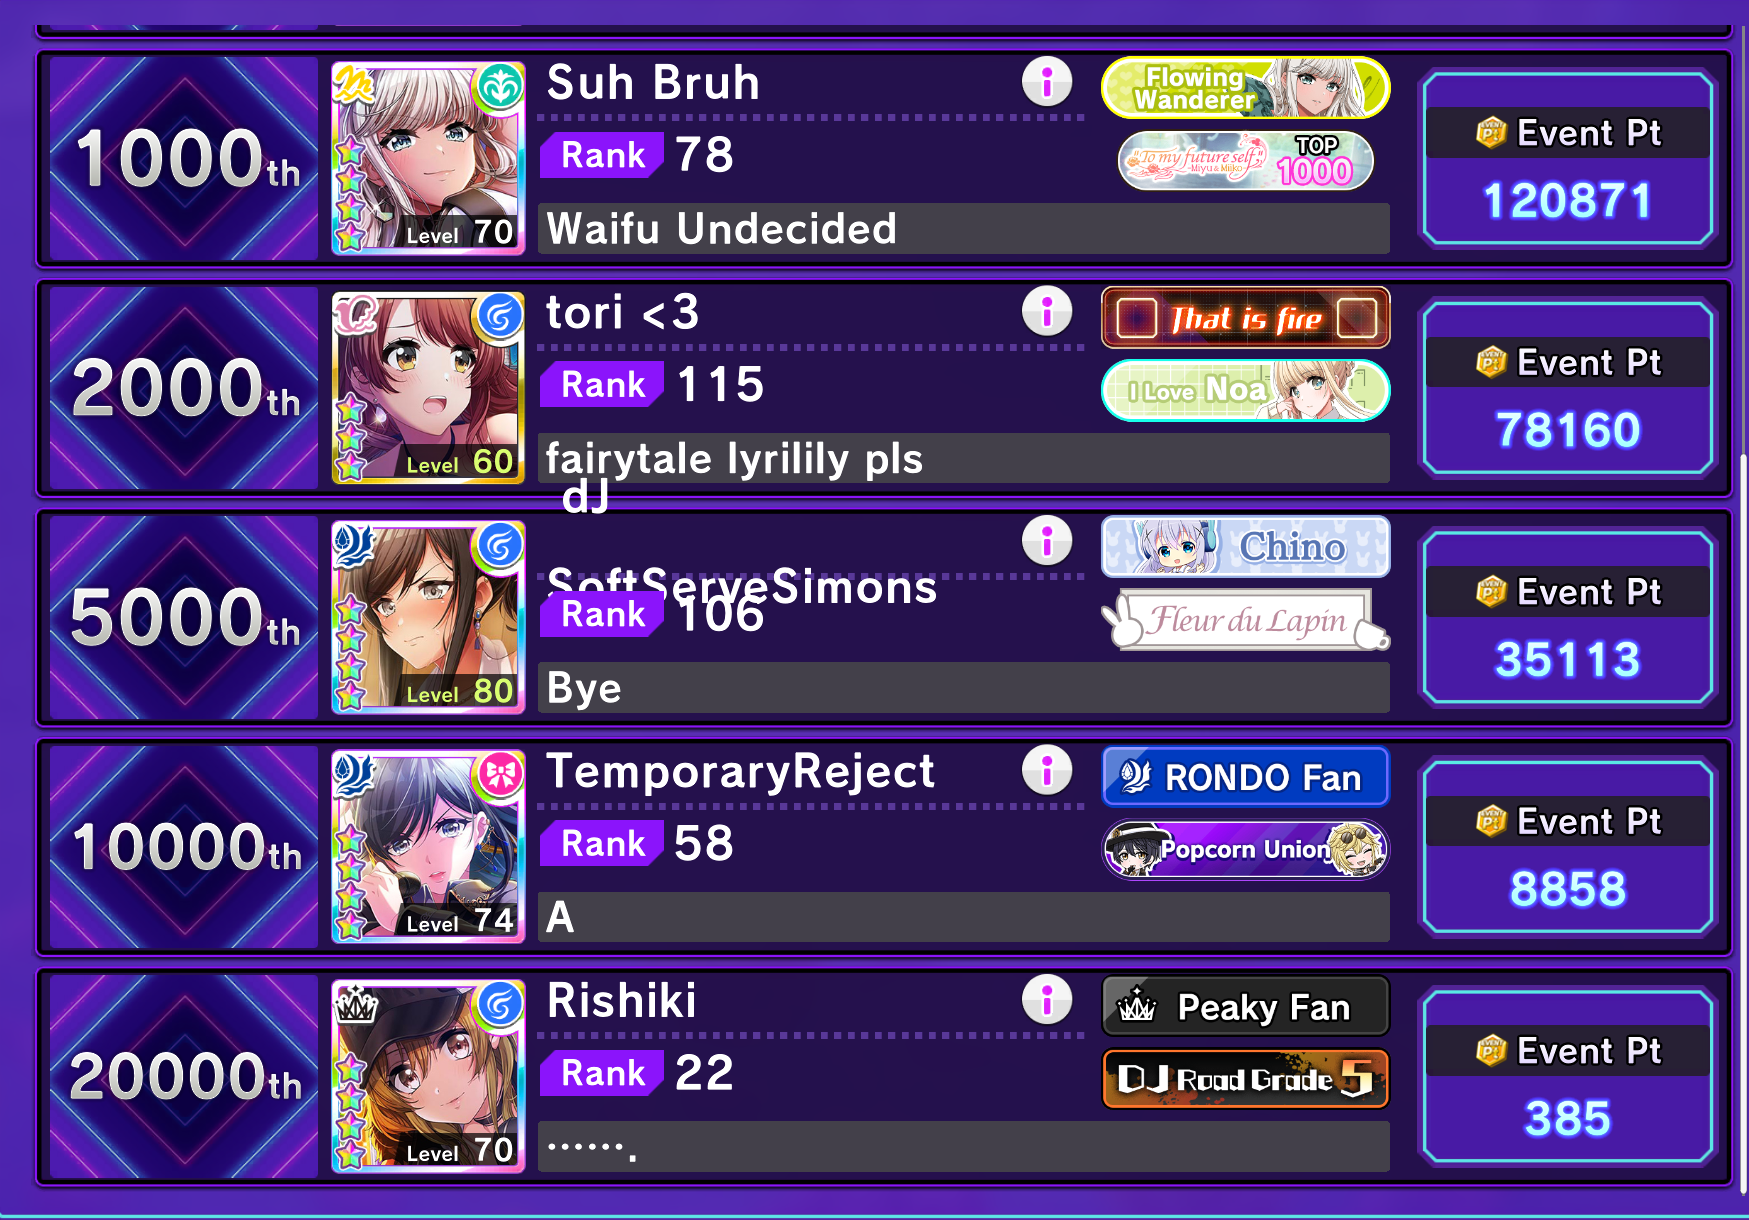 1000th
Level 70
Suh Bruh
Rank 78
Waifu Undecided
Flowing
Wanderer
"To my future self"
-Miyu & Miiko-
TOP
1000
Event Pt
120871
2000th
Level 60
tori <3
Rank 115
fairytale lyrilily pls
That is fire
I Love Noa
Event Pt
78160
5000th
Level 80
dJ
SoftServeSimons
Rank 106
Bye
Chino
Fleur du Lapin
Event Pt
35113
10000th
Level 74
TemporaryReject
Rank 58
A
RONDO Fan
Popcorn Union
Event Pt
8858
20000th
Level 70
Rishiki
Rank 22
…….
Peaky Fan
DJ Road Grade 5
Event Pt
385